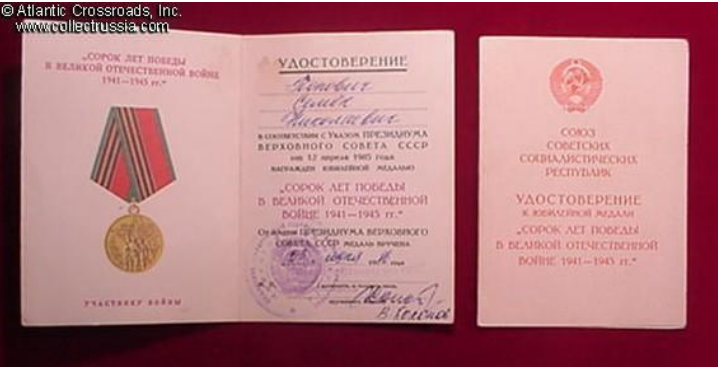 © Atlantic Crossroads, Inc.
www.collectrussia.com
„СОРОК ЛЕТ ПОБЕДЫ
В ВЕЛИКОЙ ОТЕЧЕСТВЕННОЙ ВОЙНЕ
1941—1945 гг."
УЧАСТНИКУ ВОЙНЫ
УДОСТОВЕРЕНИЕ
Николаевич
В СООТВЕТСТВИИ С УКАЗОМ ПРЕЗИДИУМА
ВЕРХОВНОГО СОВЕТА СССР
от 12 апреля 1985 года
НАГРАЖДЕН ЮБИЛЕЙНОЙ МЕДАЛЬЮ
„СОРОК ЛЕТ ПОБЕДЫ
В ВЕЛИКОЙ ОТЕЧЕСТВЕННОЙ
ВОЙНЕ 1941—1945 гг."
От имени ПРЕЗИДИУМА ВЕРХОВНОГО
СОВЕТА СССР МЕДАЛЬ ВРУЧЕНА
года
СОЮЗ
СОВЕТСКИХ
СОЦИАЛИСТИЧЕСКИХ
РЕСПУБЛИК
УДОСТОВЕРЕНИЕ
К ЮБИЛЕЙНОЙ МЕДАЛИ
„СОРОК ЛЕТ ПОБЕДЫ
В ВЕЛИКОЙ ОТЕЧЕСТВЕННОЙ
ВОЙНЕ 1941—1945 гг."